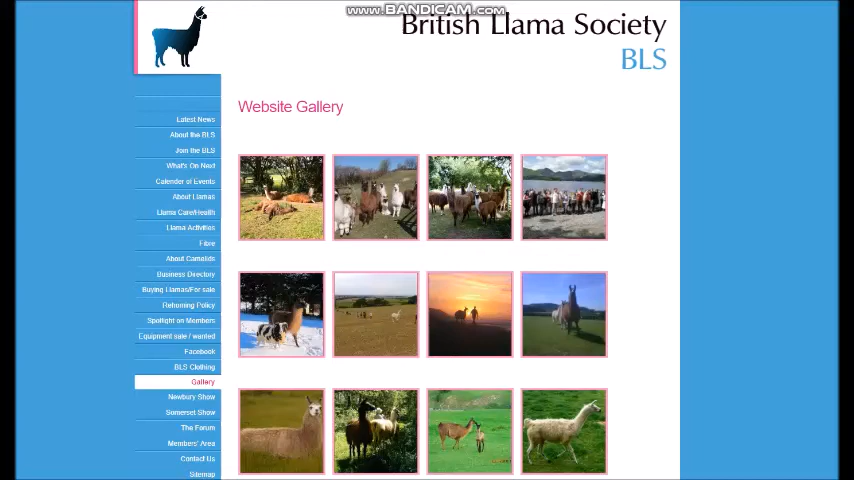 WWW.BANDICAM.COM
British Llama Society
BLS
Website Gallery
Latest News
About the BLS
Join the BLS
What's On Next
Calender of Events
About Llamas
Llama Care/Health
Llama Activities
Fibre
About Camalids
Business Directory
Buying Llamas/For sale
Rehoming Policy
Spotlight on Members
Equipment sale / wanted
Facebook
BLS Clothing
Gallery
Newbury Show
Somerset Show
The Forum
Members' Area
Contact Us
Sitemap